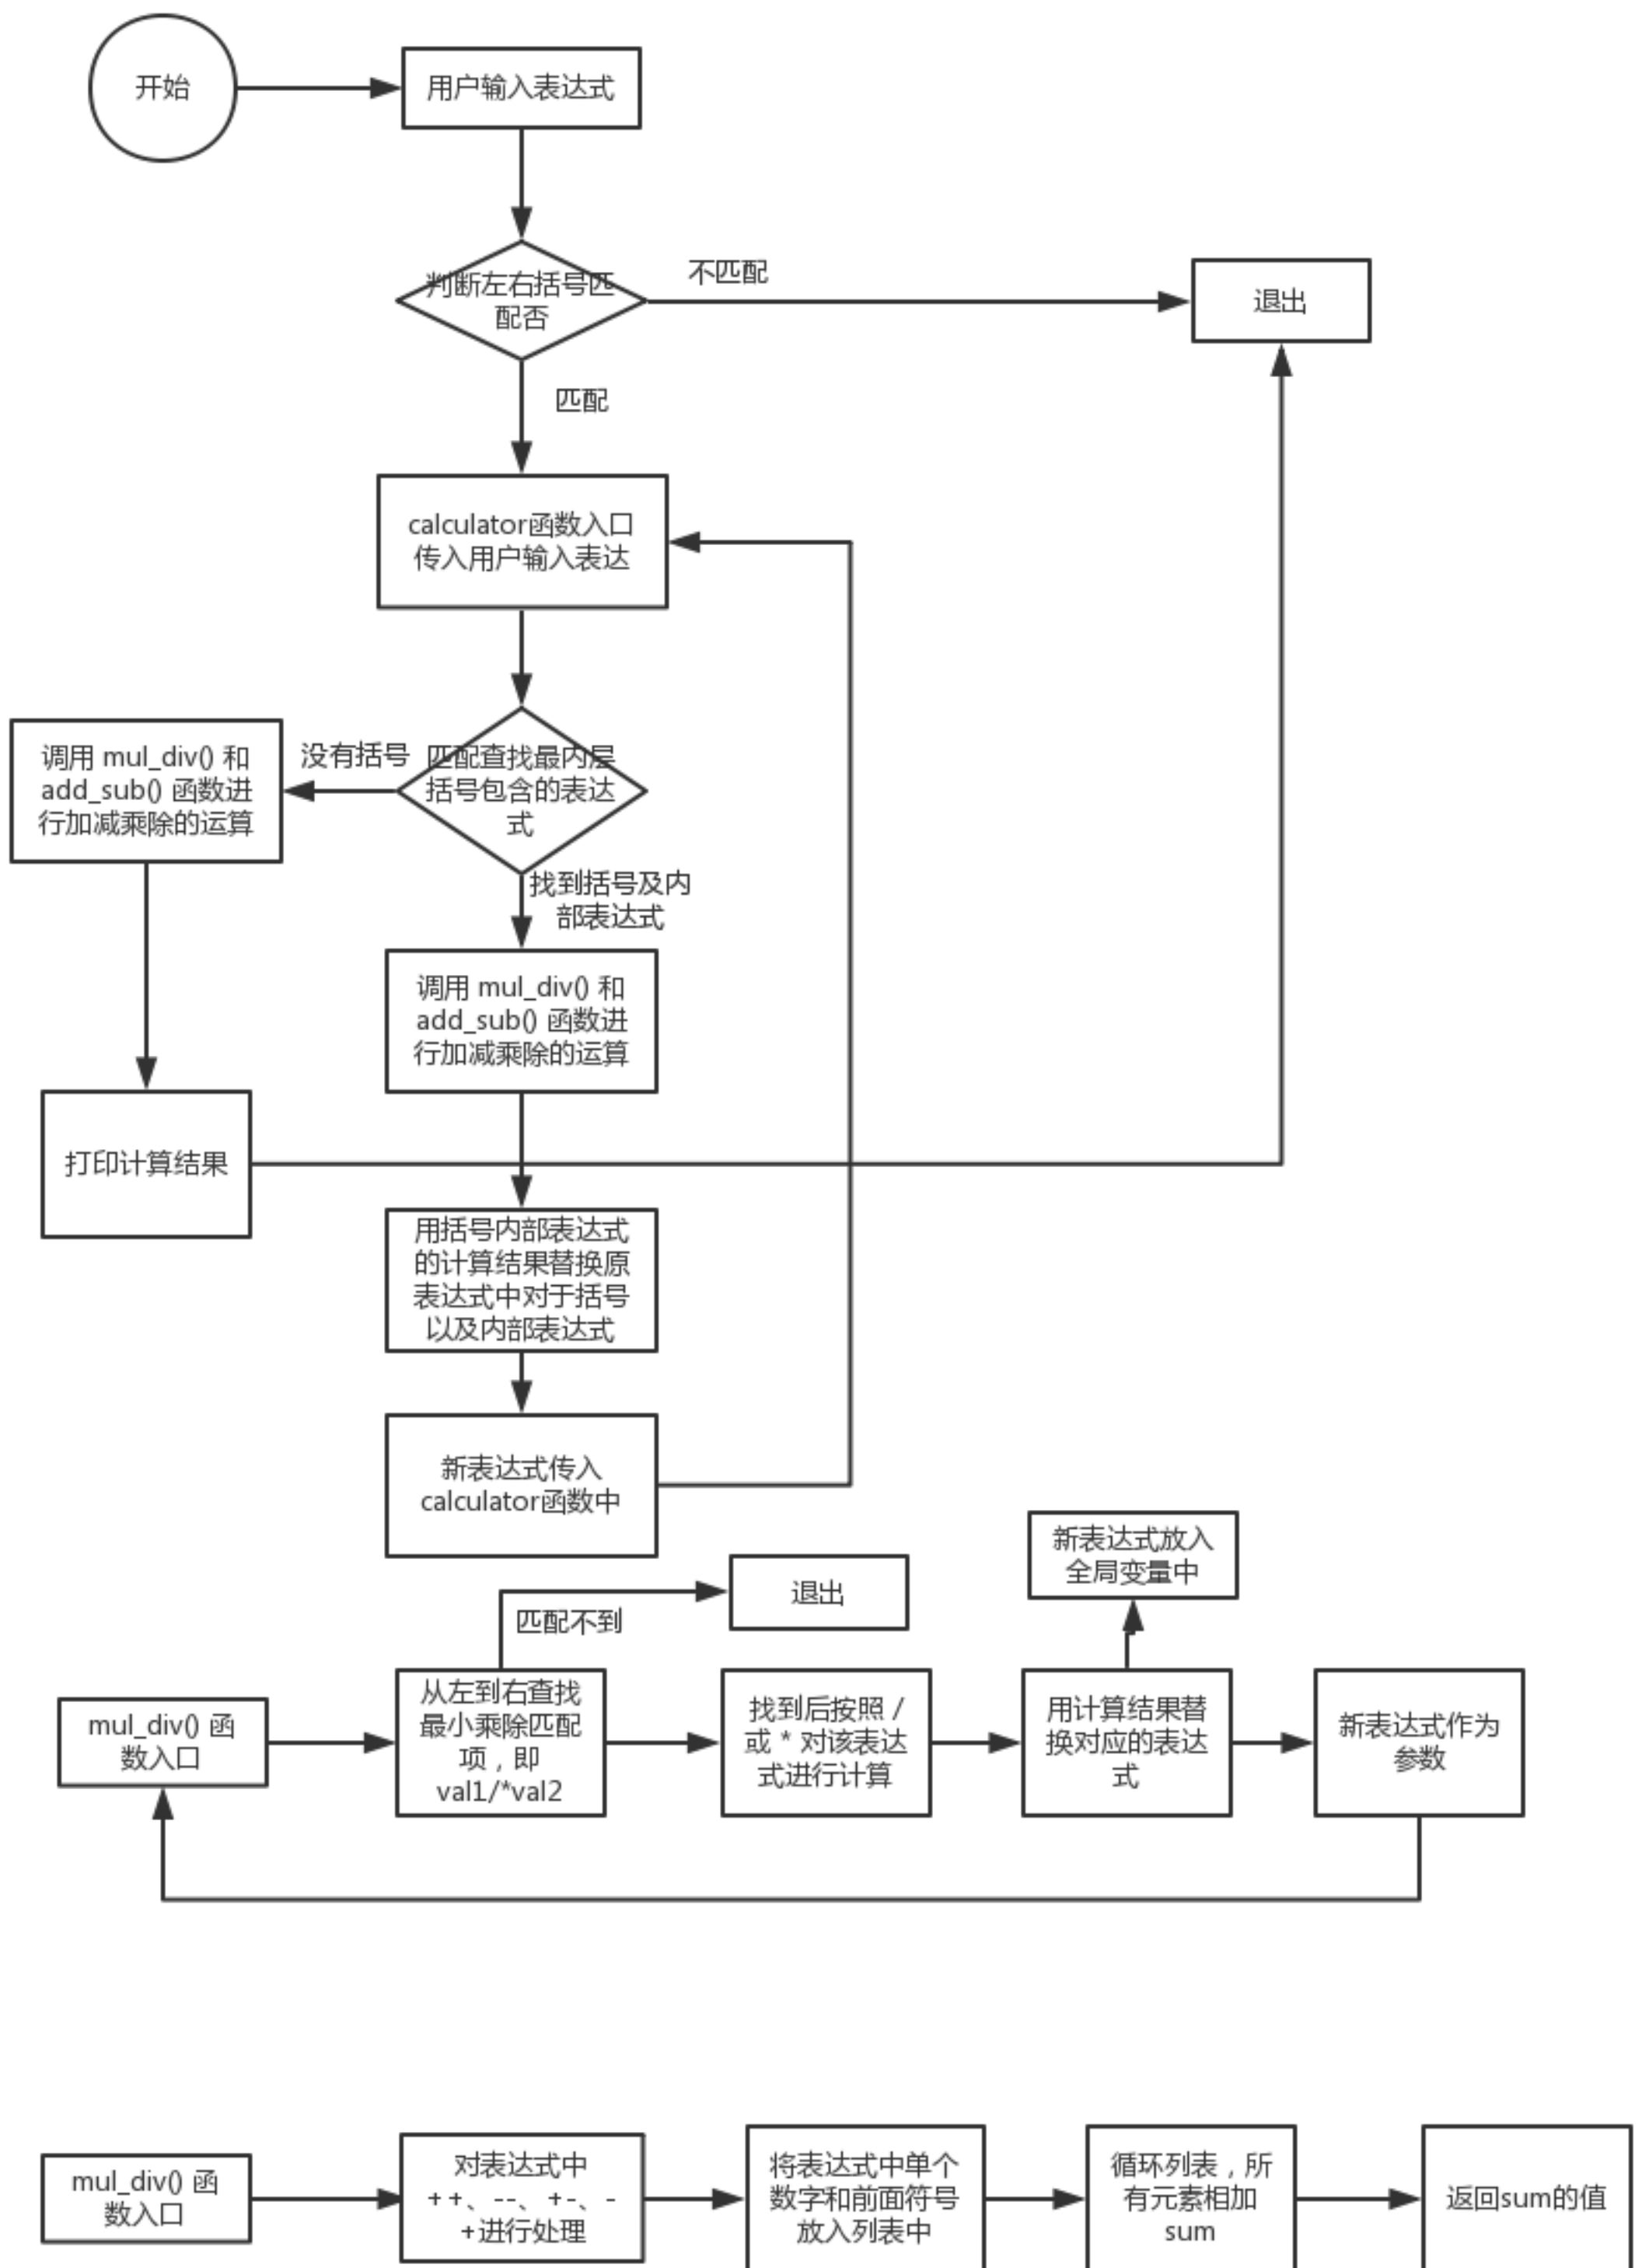 开始
用户输入表达式
判断左右括号匹
配否
不匹配
退出
匹配
calculator函数入口
传入用户输入表达
调用 mul_div() 和
add_sub() 函数进
行加减乘除的运算
没有括号
匹配查找最内层
括号包含的表达
式
找到括号及内
部表达式
调用 mul_div() 和
add_sub() 函数进
行加减乘除的运算
打印计算结果
用括号内部表达式
的计算结果替换原
表达式中对于括号
以及内部表达式
新表达式传入
calculator函数中
新表达式放入
全局变量中
退出
匹配不到
mul_div() 函
数入口
从左到右查找
最小乘除匹配
项，即
val1/*val2
找到后按照 /
或 * 对该表达
式进行计算
用计算结果替
换对应的表达
式
新表达式作为
参数
mul_div() 函
数入口
对表达式中
++、--、+-、-
+进行处理
将表达式中单个
数字和前面符号
放入列表中
循环列表，所
有元素相加
sum
返回sum的值